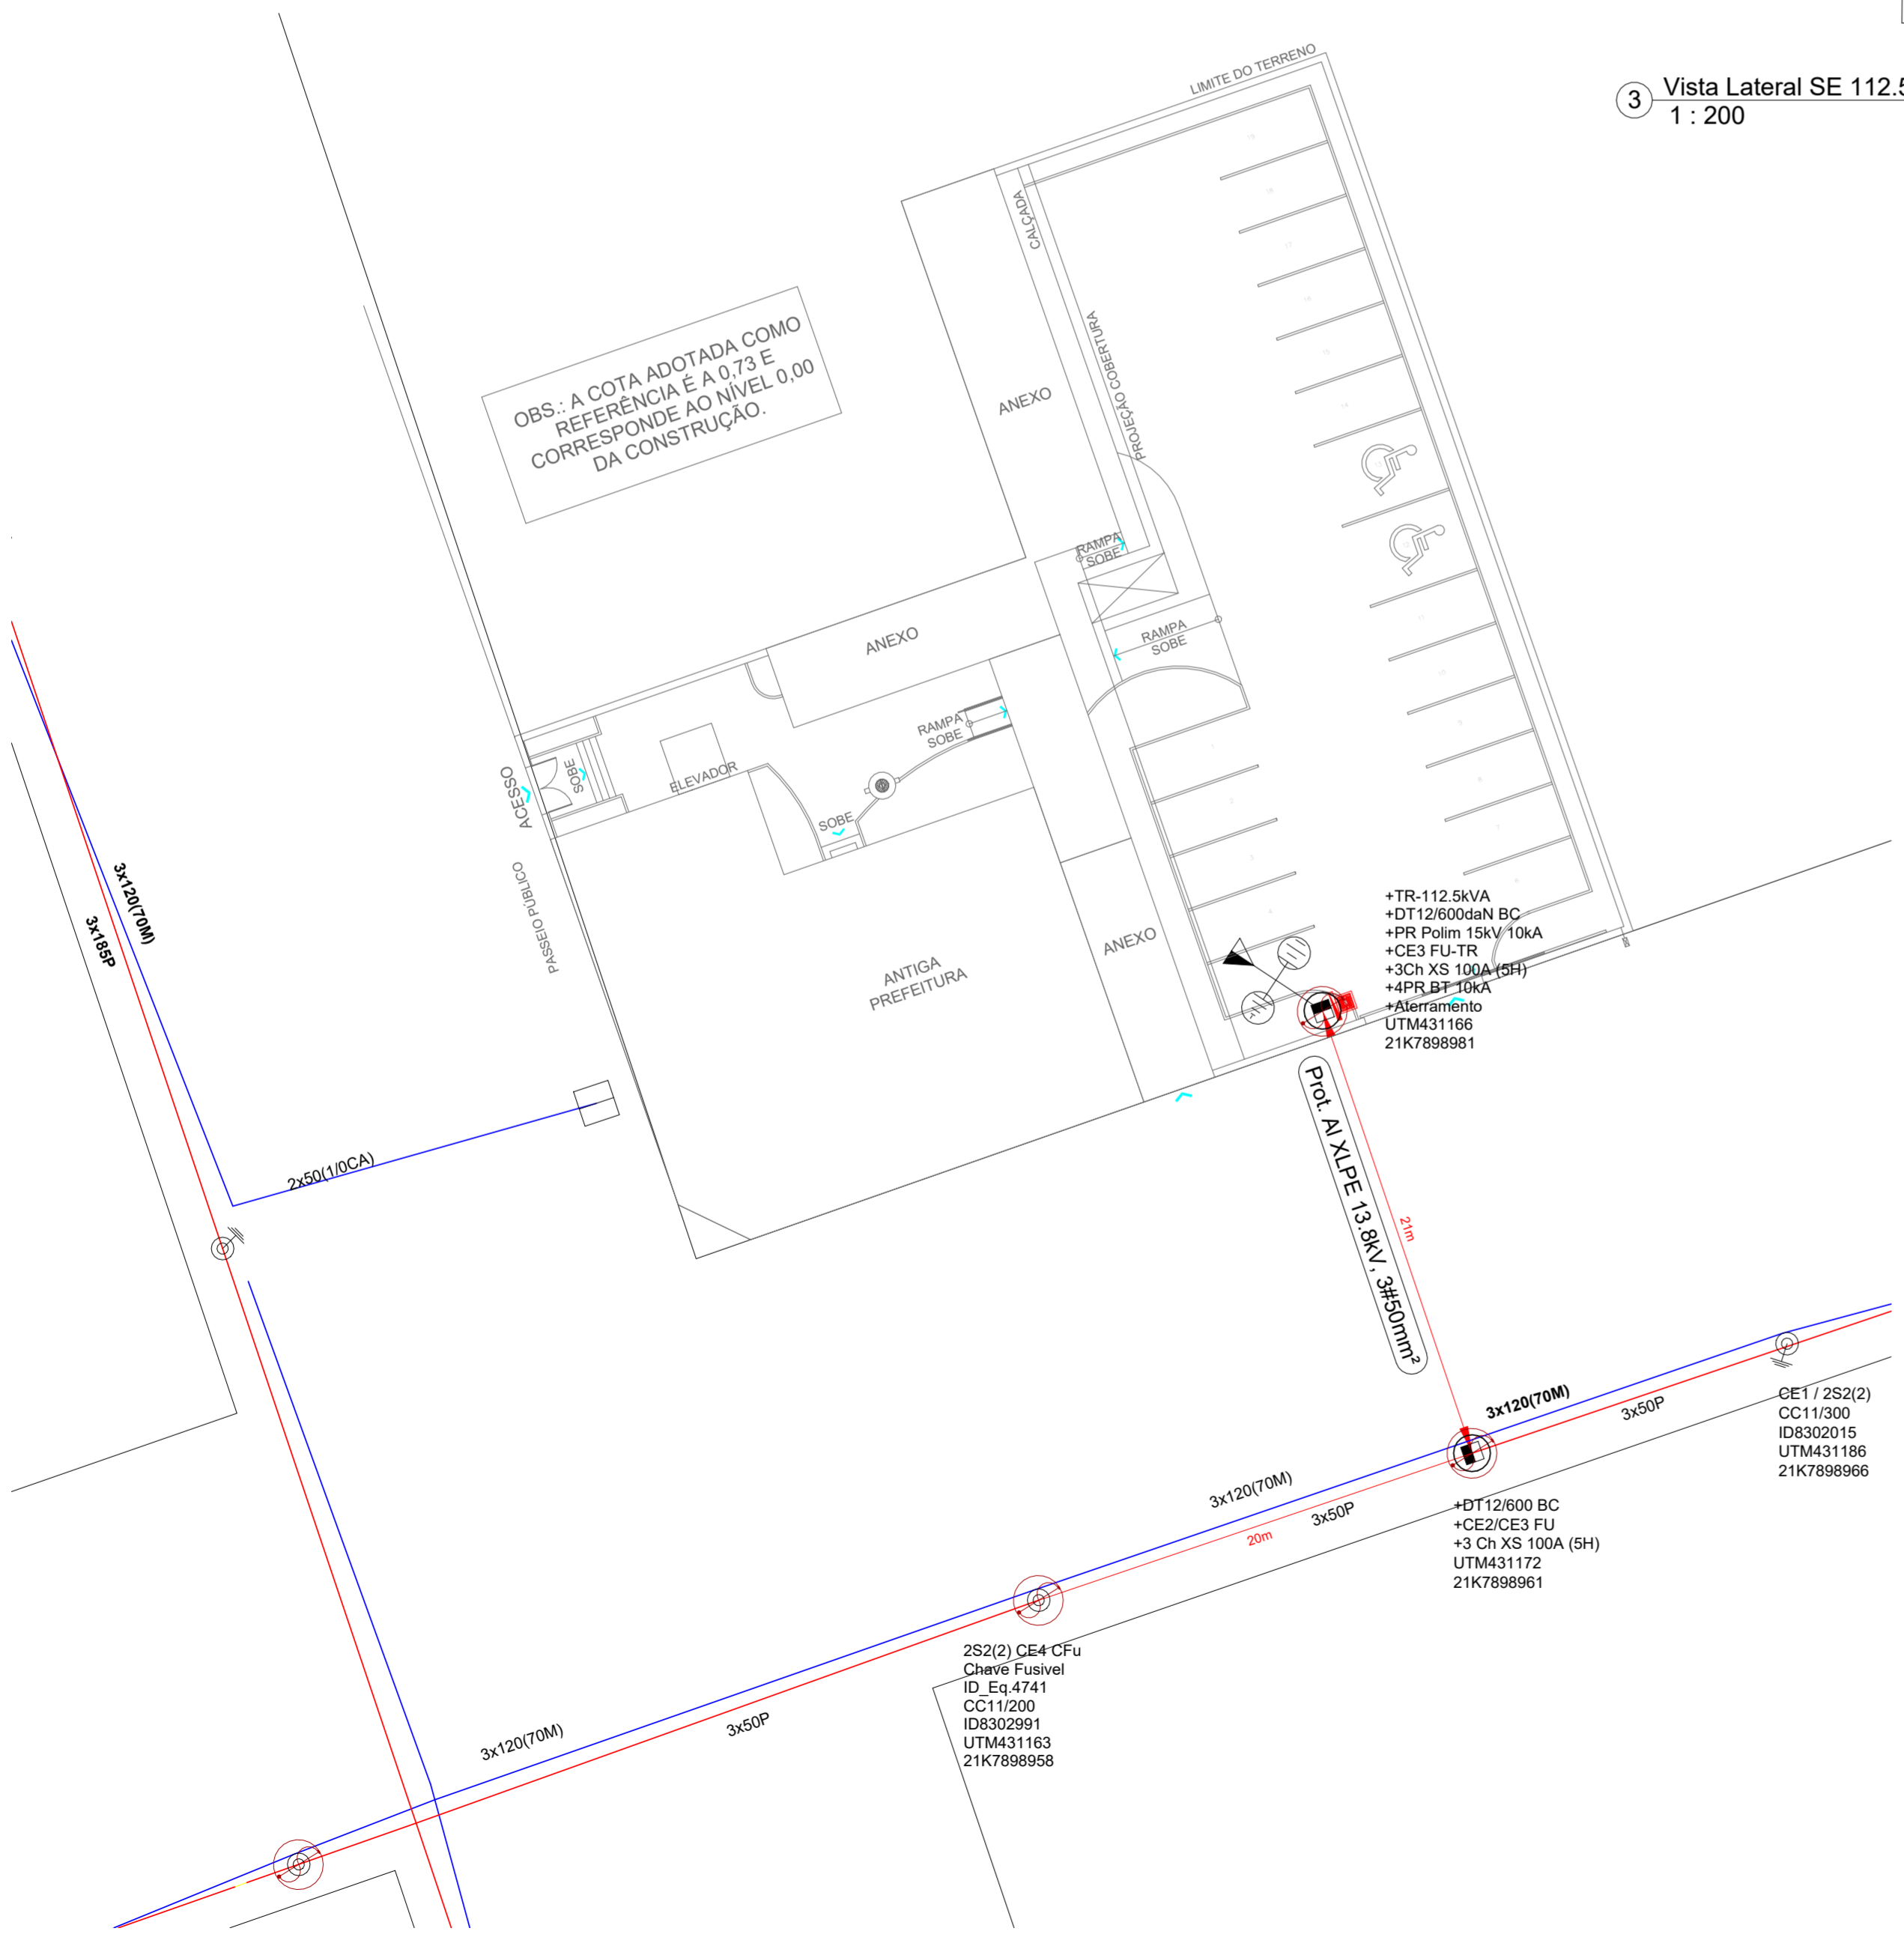 LIMITE DO TERRENO
3
Vista Lateral SE 112.5
1 : 200
CALÇADA
PROJEÇÃO COBERTURA
OBS.: A COTA ADOTADA COMO
REFERÊNCIA É A 0,73 E
CORRESPONDE AO NÍVEL 0,00
DA CONSTRUÇÃO.
ANEXO
RAMPA
SOBE
RAMPA
SOBE
ANEXO
RAMPA
SOBE
ACESSO
SOBE
ELEVADOR
SOBE
PASSEIO PÚBLICO
ANTIGA
PREFEITURA
ANEXO
3x120(70M)
3x185P
+TR-112.5kVA
+DT12/600daN BC
+PR Polim 15kV 10kA
+CE3 FU-TR
+3Ch XS 100A (5H)
+4PR BT 10kA
+Aterramento
UTM431166
21K7898981
2x50(1/0CA)
Prot. Al XLPE 13.8kV, 3#50mm²
21m
3x120(70M)
3x50P
CE1 / 2S2(2)
CC11/300
ID8302015
UTM431186
21K7898966
3x120(70M)
3x50P
20m
+DT12/600 BC
+CE2/CE3 FU
+3 Ch XS 100A (5H)
UTM431172
21K7898961
2S2(2) CE4 CFu
Chave Fusivel
ID_Eq.4741
CC11/200
ID8302991
UTM431163
21K7898958
3x120(70M)
3x50P